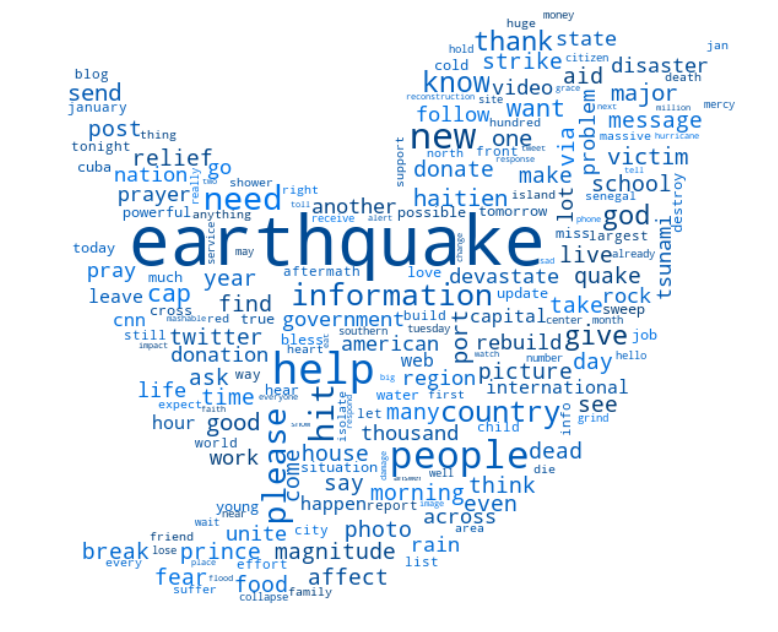 money
huge
thank state
jan
hold
citizen
blog
cold
strike
aid
disaster
death
send
know
video
major
grace
january
reconstruction
site
next
million
mercy
post
thing
follow
want
message
hundred
via
problem
tonight
new
one
tweet
massive
hurricane
relief
support
north
front
response
victim
cuba
nation
go
donate
make
tell
really
two
shower
right
school
prayer
need
haitien
island
lot
senegal
destroy
powerful
anything
another
possible
tomorrow
god
phone
toll
receive
alert
miss
largest
earthquake
service
today
may
change
sad
live
already
tsunami
pray
much
year
aftermath
love
devastate
quake
leave
cap
find
information
update
take
rock
cross
cnn
mashable
red
true
government
build
capital
center
month
sweep
still
twitter
southern
tuesday
port
rebuild
give
job
impact
bless
american
eat
watch
number
hello
donation
heart
web
picture
day
ask
way
help
big
region
international
life
time
hear
water
first
expect
faith
everyone
isolate
respond
let
many
country
info
see
hour
good
please
hit
thousand
child
grind
world
come
house
people
work
situation
damage
well
dead
die
say
morning
think
young
near
happen
report
image
even
wait
across
friend
unite
city
photo
area
break
lose
prince
magnitude
rain
every
place
effort
list
fear
flood
food
affect
suffer
collapse
family